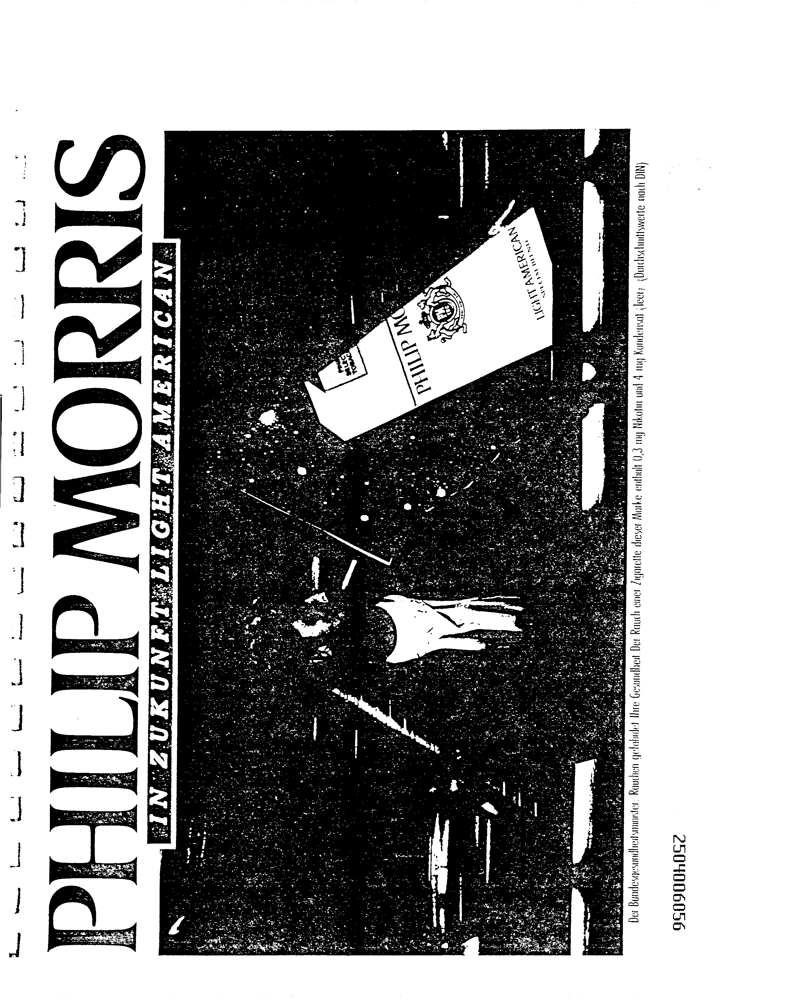 PHILIP MORRIS
IN ZUKUNFT LIGHT AMERICAN
PHILIP MO
LIGHT AMERICAN
Der Bundesgesundheitsminister: Rauchen gefährdet Ihre Gesundheit Der Rauch einer Zigarette dieser Marke enthält 0,3 mg Nikotin und 4 mg Kondensat (Teer) (Durchschnittswerte nach DIN)
2504006056